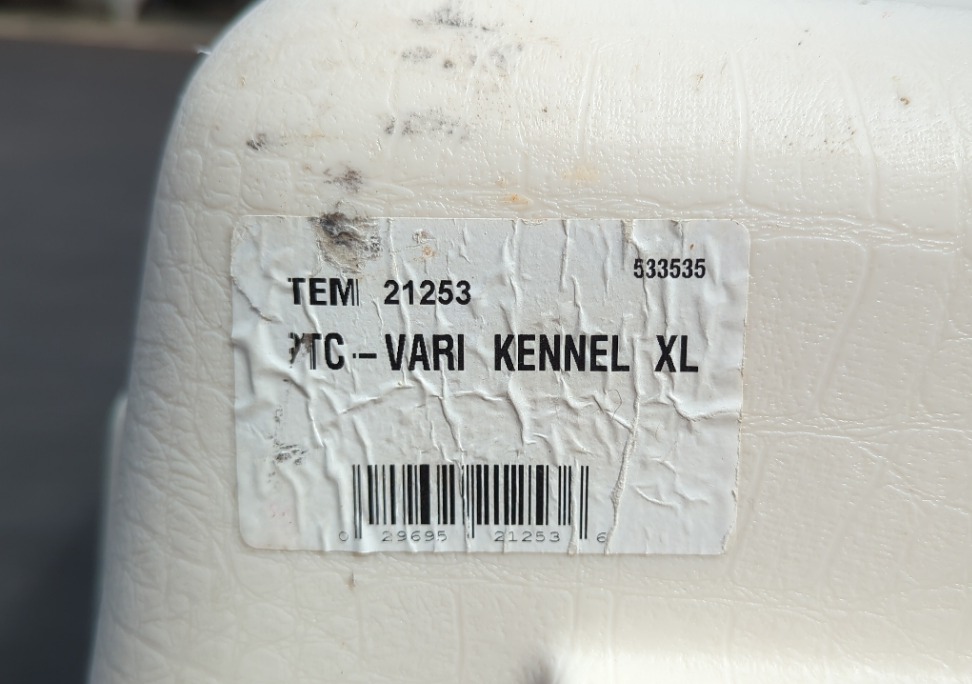 533535
TEM 21253
TC-VARI KENNEL XL
0 29695 21253 6